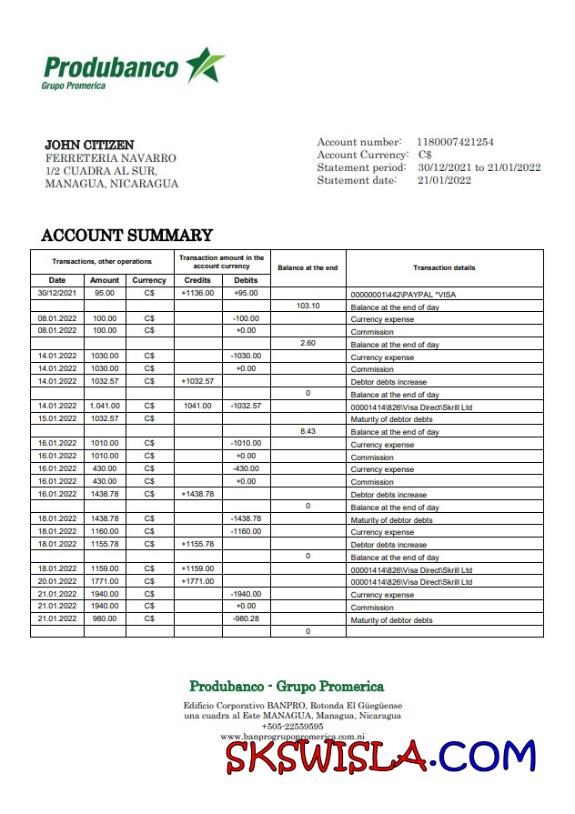 Produbanco
Grupo Promerica
JOHN CITIZEN
FERRETERIA NAVARRO
1/2 CUADRA AL SUR,
MANAGUA, NICARAGUA
Account number: 1180007421254
Account Currency: C$
Statement period: 30/12/2021 to 21/01/2022
Statement date: 21/01/2022
ACCOUNT SUMMARY
Transactions, other operations Transaction amount in the account currency Balance at the end Transaction details
Date Amount Currency Credits Debits
30/12/2021 95.00 C$ +1136.00 +95.00 00000001\442\PAYPAL *VISA
103.10 Balance at the end of day
08.01.2022 100.00 C$ -100.00 Currency expense
08.01.2022 100.00 C$ +0.00 Commission
2.60 Balance at the end of day
14.01.2022 1030.00 C$ -1030.00 Currency expense
14.01.2022 1030.00 C$ +0.00 Commission
14.01.2022 1032.57 C$ +1032.57 Debtor debts increase
0 Balance at the end of day
14.01.2022 1.041.00 C$ 1041.00 -1032.57 00001414\826\Visa Direct\Skrill Ltd
15.01.2022 1032.57 C$ Maturity of debtor debts
8.43 Balance at the end of day
16.01.2022 1010.00 C$ -1010.00 Currency expense
16.01.2022 1010.00 C$ +0.00 Commission
16.01.2022 430.00 C$ -430.00 Currency expense
16.01.2022 430.00 C$ +0.00 Commission
16.01.2022 1438.78 C$ +1438.78 Debtor debts increase
0 Balance at the end of day
18.01.2022 1438.78 C$ -1438.78 Maturity of debtor debts
18.01.2022 1160.00 C$ -1160.00 Currency expense
18.01.2022 1155.78 C$ +1155.78 Debtor debts increase
0 Balance at the end of day
18.01.2022 1159.00 C$ +1159.00 00001414\826\Visa Direct\Skrill Ltd
20.01.2022 1771.00 C$ +1771.00 00001414\826\Visa Direct\Skrill Ltd
21.01.2022 1940.00 C$ -1940.00 Currency expense
21.01.2022 1940.00 C$ +0.00 Commission
21.01.2022 980.00 C$ -980.28 Maturity of debtor debts
0
Produbanco - Grupo Promerica
Edificio Corporativo BANPRO, Rotonda El Güegüense
una cuadra al Este MANAGUA, Managua, Nicaragua
+505-22559595
www.banprogrupopromerica.com.ni
SKSWISLA.COM